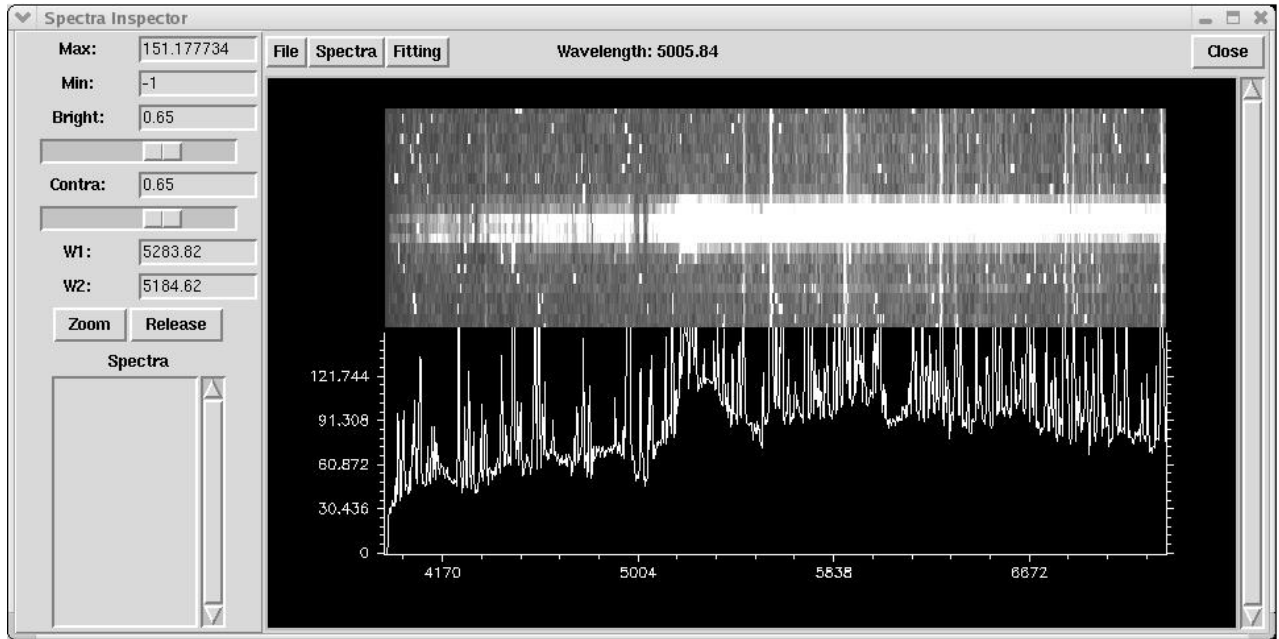 Spectra Inspector
Max: 151.177734
Min: -1
Bright: 0.65
Contra: 0.65
W1: 5283.82
W2: 5184.62
Zoom Release
Spectra
File Spectra Fitting Wavelength: 5005.84 Close
121.744
91.308
60.872
30.436
0
4170 5004 5838 6672